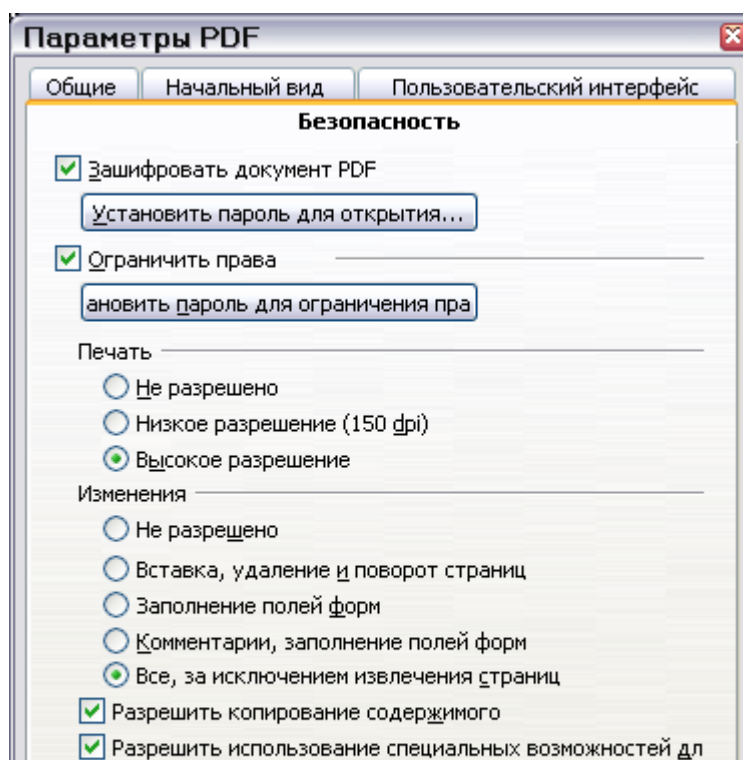 Параметры PDF
Общие Начальный вид Пользовательский интерфейс
Безопасность
Зашифровать документ PDF
Установить пароль для открытия...
Ограничить права
ановить пароль для ограничения пра
Печать
Не разрешено
Низкое разрешение (150 dpi)
Высокое разрешение
Изменения
Не разрешено
Вставка, удаление и поворот страниц
Заполнение полей форм
Комментарии, заполнение полей форм
Все, за исключением извлечения страниц
Разрешить копирование содержимого
Разрешить использование специальных возможностей дл